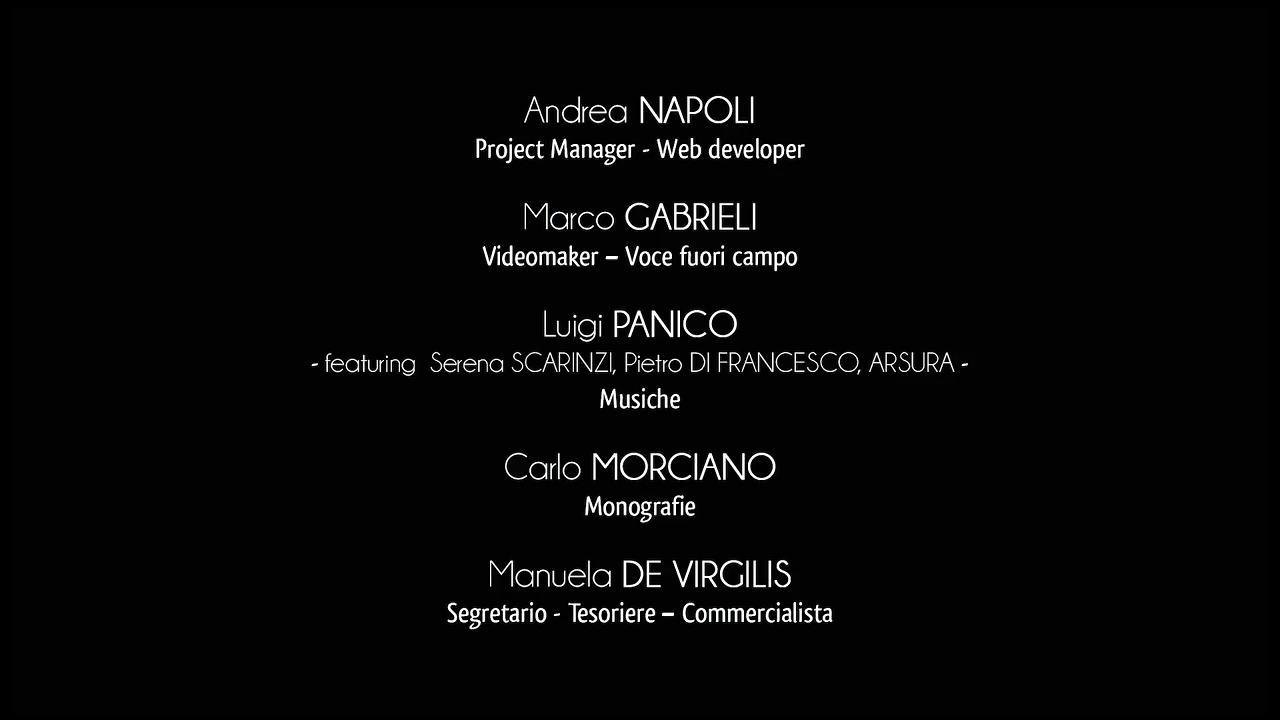 Andrea NAPOLI
Project Manager - Web developer
Marco GABRIELI
Videomaker – Voce fuori campo
Luigi PANICO
- featuring Serena SCARINZI, Pietro DI FRANCESCO, ARSURA -
Musiche
Carlo MORCIANO
Monografie
Manuela DE VIRGILIS
Segretario - Tesoriere – Commercialista